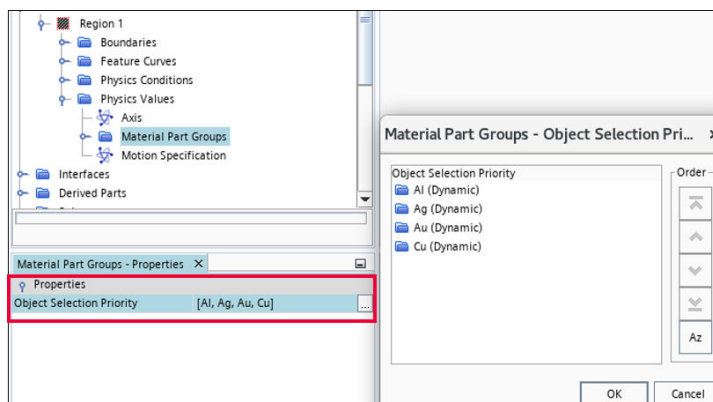 Region 1
Boundaries
Feature Curves
Physics Conditions
Physics Values
Axis
Material Part Groups
Motion Specification
Interfaces
Derived Parts
Material Part Groups - Properties
Properties
Object Selection Priority [Al, Ag, Au, Cu] ...
Material Part Groups - Object Selection Pri...
Object Selection Priority
Al (Dynamic)
Ag (Dynamic)
Au (Dynamic)
Cu (Dynamic)
Order
Az
OK Cancel